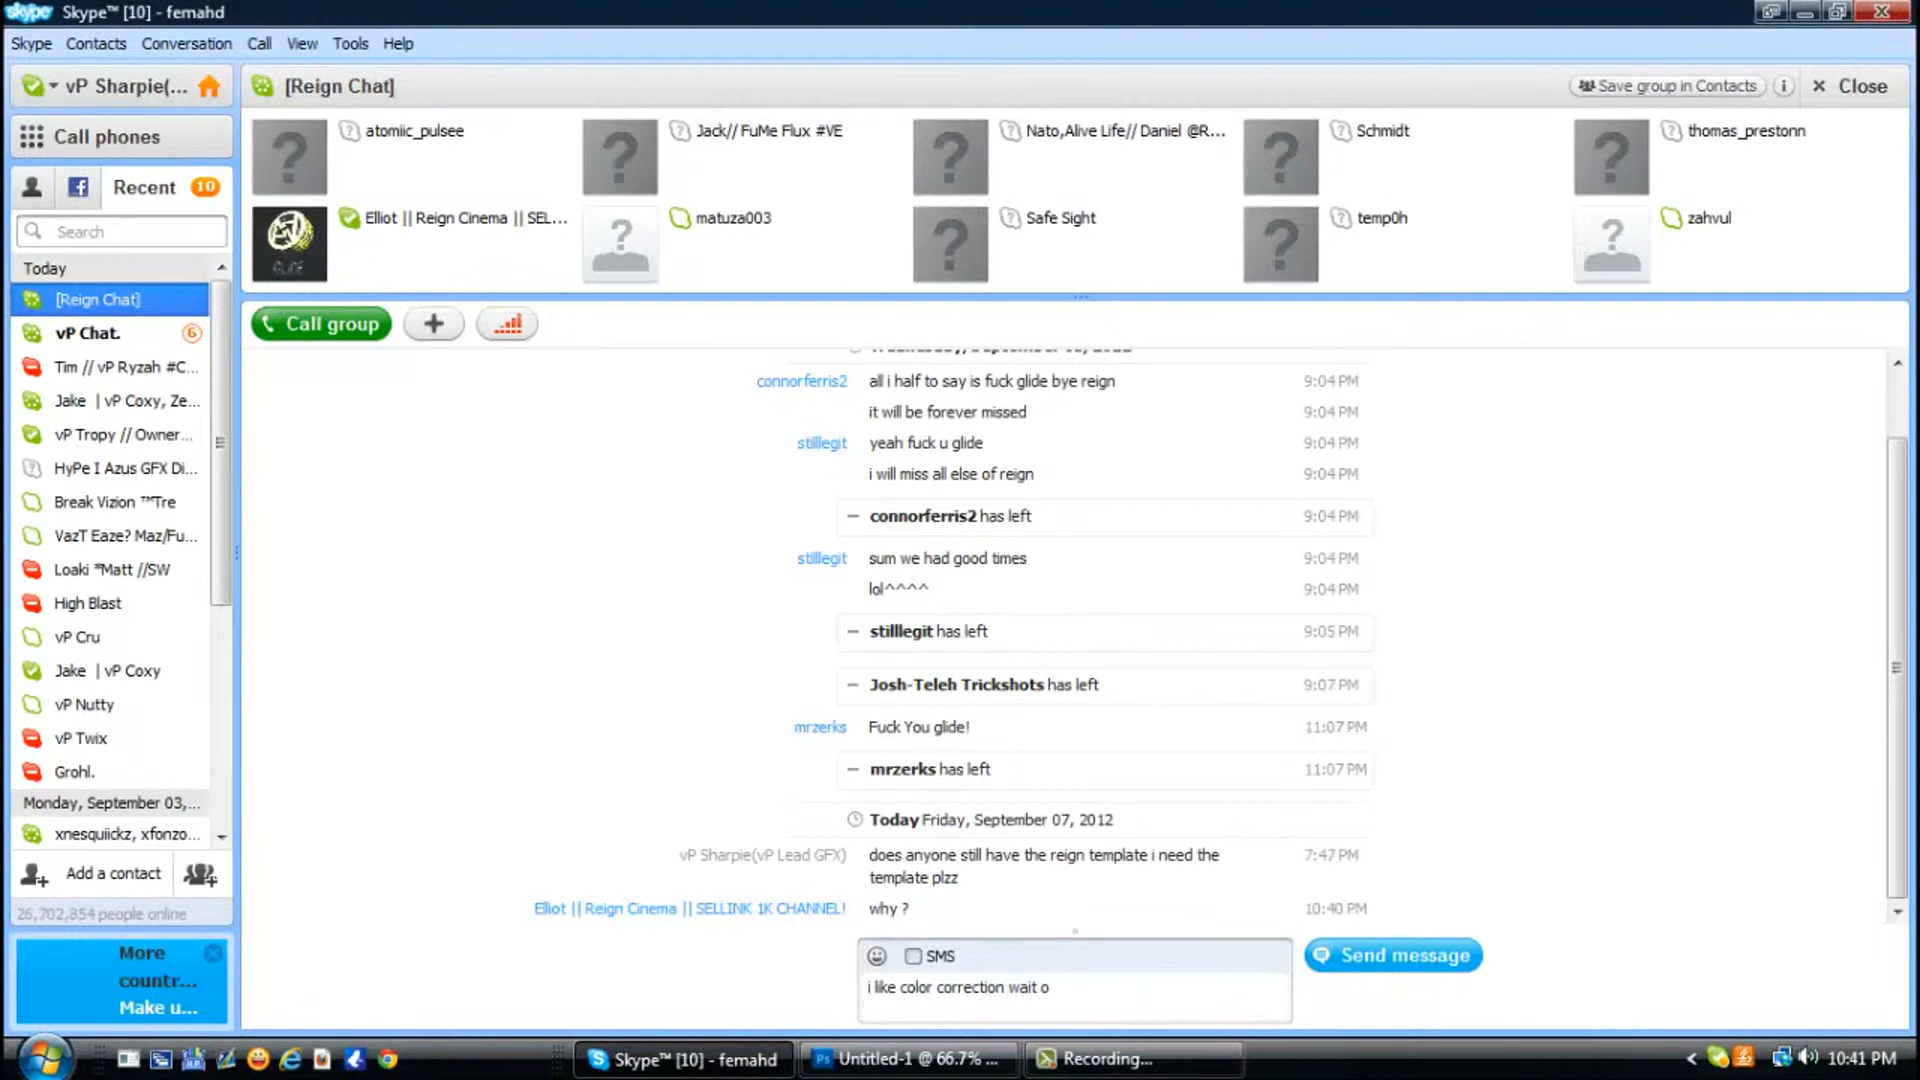 Skype™ [10] - femahd
Skype Contacts Conversation Call View Tools Help
vP Sharpie(...
[Reign Chat]
Save group in Contacts
Close
Call phones
Recent 10
Search
atomiic_pulsee
Jack// FuMe Flux #VE
Nato,Alive Life// Daniel @R...
Schmidt
thomas_prestonn
Elliot || Reign Cinema || SEL...
matuza003
Safe Sight
temp0h
zahvul
Today
[Reign Chat]
vP Chat. 6
Tim // vP Ryzah #C...
Jake | vP Coxy, Ze...
vP Tropy // Owner...
HyPe I Azus GFX Di...
Break Vizion ™Tre
VazT Eaze? Maz/Fu...
Loaki *Matt //SW
High Blast
vP Cru
Jake | vP Coxy
vP Nutty
vP Twix
Grohl.
Monday, September 03,...
xnesquiickz, xfonzo...
Add a contact
26,702,854 people online
More
countr...
Make u...
Call group
connorferris2 all i half to say is fuck glide bye reign 9:04 PM
it will be forever missed 9:04 PM
stilllegit yeah fuck u glide 9:04 PM
i will miss all else of reign 9:04 PM
connorferris2 has left 9:04 PM
stilllegit sum we had good times 9:04 PM
lol^^^^ 9:04 PM
stilllegit has left 9:05 PM
Josh-Teleh Trickshots has left 9:07 PM
mrzerks Fuck You glide! 11:07 PM
mrzerks has left 11:07 PM
Today Friday, September 07, 2012
vP Sharpie(vP Lead GFX) does anyone still have the reign template i need the 7:47 PM
template plzz
Elliot || Reign Cinema || SELLINK 1K CHANNEL! why ? 10:40 PM
SMS
Send message
i like color correction wait o
Skype™ [10] - femahd
Ps Untitled-1 @ 66.7% ...
Recording...
10:41 PM